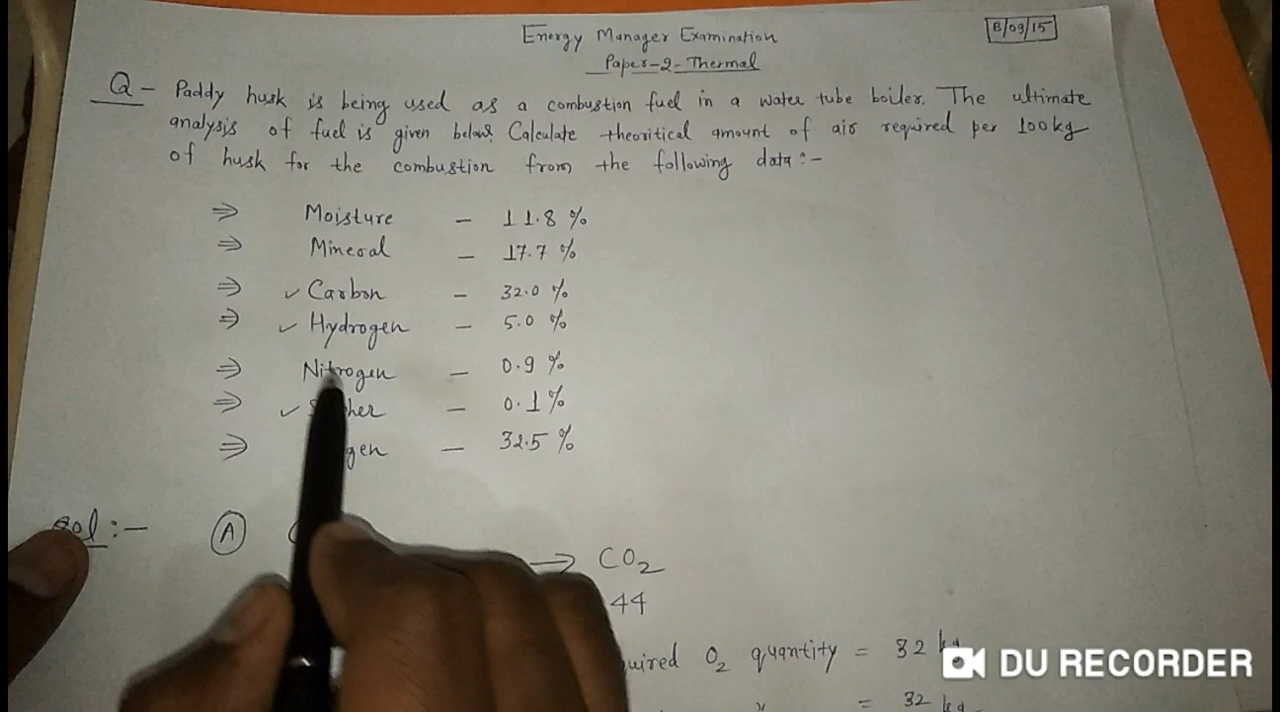 Energy Manager Examination
B/09/15
Paper-2-Thermal
Q - Paddy husk is being used as a combustion fuel in a water tube boiler. The ultimate
analysis of fuel is given below. Calculate theoritical amount of air required per 100kg
of husk for the combustion from the following data:-
⇒ Moisture - 11.8 %
⇒ Mineral - 17.7 %
⇒ ✓ Carbon - 32.0 %
⇒ ✓ Hydrogen - 5.0 %
⇒ Nitrogen - 0.9 %
⇒ ✓ - 0.1 %
⇒ - 32.5 %
Sol:- A → CO2
44
O2 quantity = 32 kg
= 32 kg
DU RECORDER